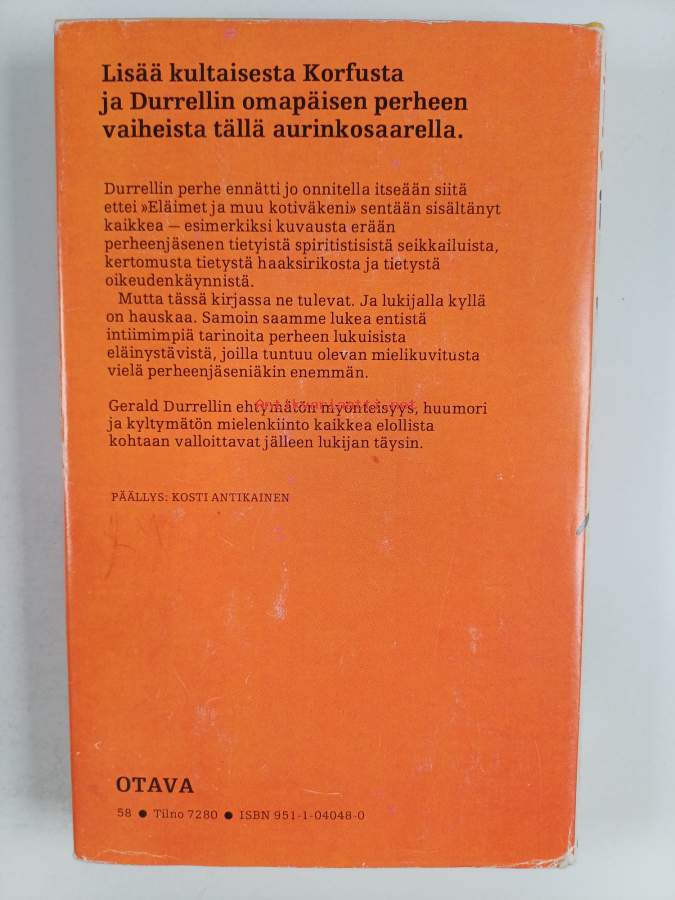 Lisää kultaisesta Korfusta
ja Durrellin omapäisen perheen
vaiheista tällä aurinkosaarella.
Durrellin perhe ennätti jo onnitella itseään siitä
ettei »Eläimet ja muu kotiväkeni» sentään sisältänyt
kaikkea — esimerkiksi kuvausta erään
perheenjäsenen tietyistä spiritistisistä seikkailuista,
kertomusta tietystä haaksirikosta ja tietystä
oikeudenkäynnistä.
Mutta tässä kirjassa ne tulevat. Ja lukijalla kyllä
on hauskaa. Samoin saamme lukea entistä
intiimimpiä tarinoita perheen lukuisista
eläinystävistä, joilla tuntuu olevan mielikuvitusta
vielä perheenjäseniäkin enemmän.
Antikvariaatti.net
Gerald Durrellin ehtymätön myönteisyys, huumori
ja kyltymätön mielenkiinto kaikkea elollista
kohtaan valloittavat jälleen lukijan täysin.
PÄÄLLYS: KOSTI ANTIKAINEN
OTAVA
58 ● Tilno 7280 ● ISBN 951-1-04048-0